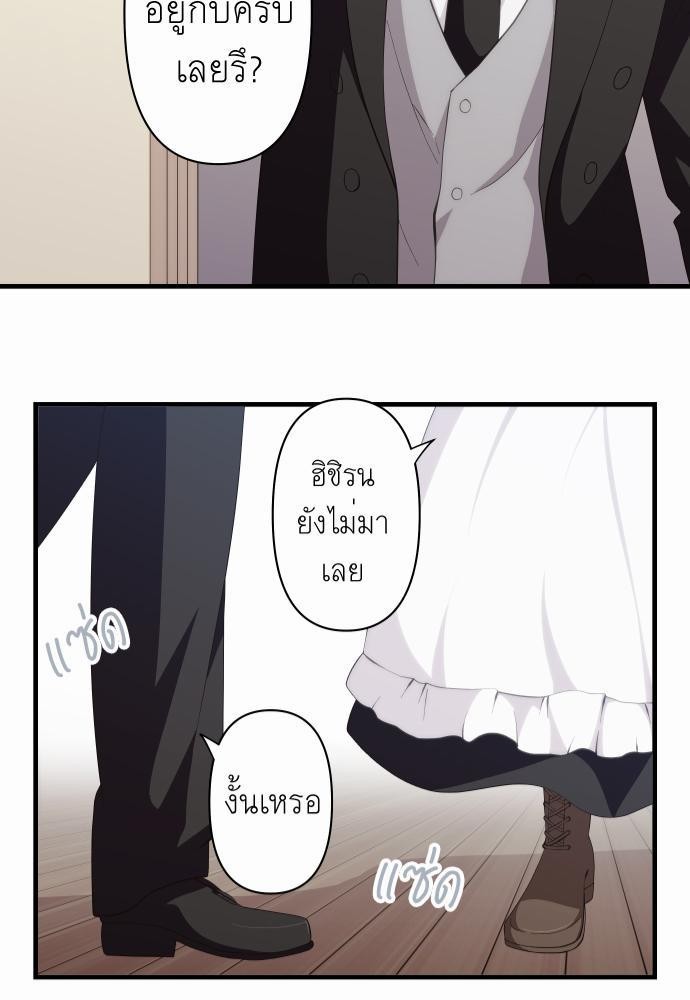 อยู่กับครบ
เลยรึ?
ฮิชิรน
ยังไม่มา
เลย
แซ่ด
งั้นเหรอ
แซ่ด